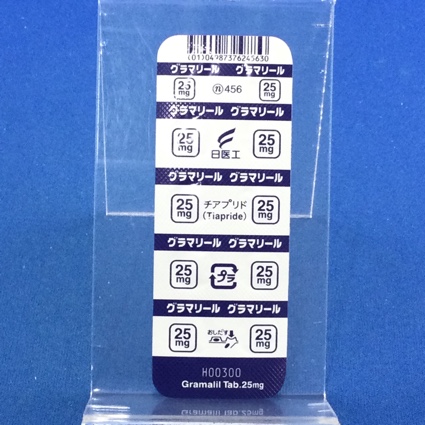 (01)04987376245630
グラマリール グラマリール
25 mg ⓝ456 25 mg
グラマリール グラマリール
25 mg 日医工 25 mg
グラマリール グラマリール
25 mg チアプリド (Tiapride) 25 mg
グラマリール グラマリール
25 mg プラ 25 mg
グラマリール グラマリール
25 mg おしだす 25 mg
H00300
Gramalil Tab.25mg